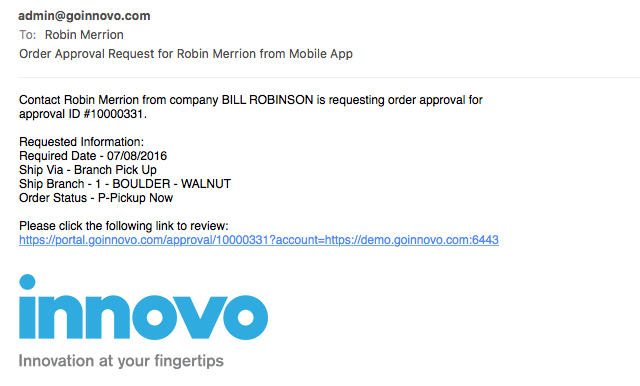 admin@goinnovo.com
To: Robin Merrion
Order Approval Request for Robin Merrion from Mobile App
Contact Robin Merrion from company BILL ROBINSON is requesting order approval for
approval ID #10000331.
Requested Information:
Required Date - 07/08/2016
Ship Via - Branch Pick Up
Ship Branch - 1 - BOULDER - WALNUT
Order Status - P-Pickup Now
Please click the following link to review:
https://portal.goinnovo.com/approval/10000331?account=https://demo.goinnovo.com:6443
innovo
Innovation at your fingertips